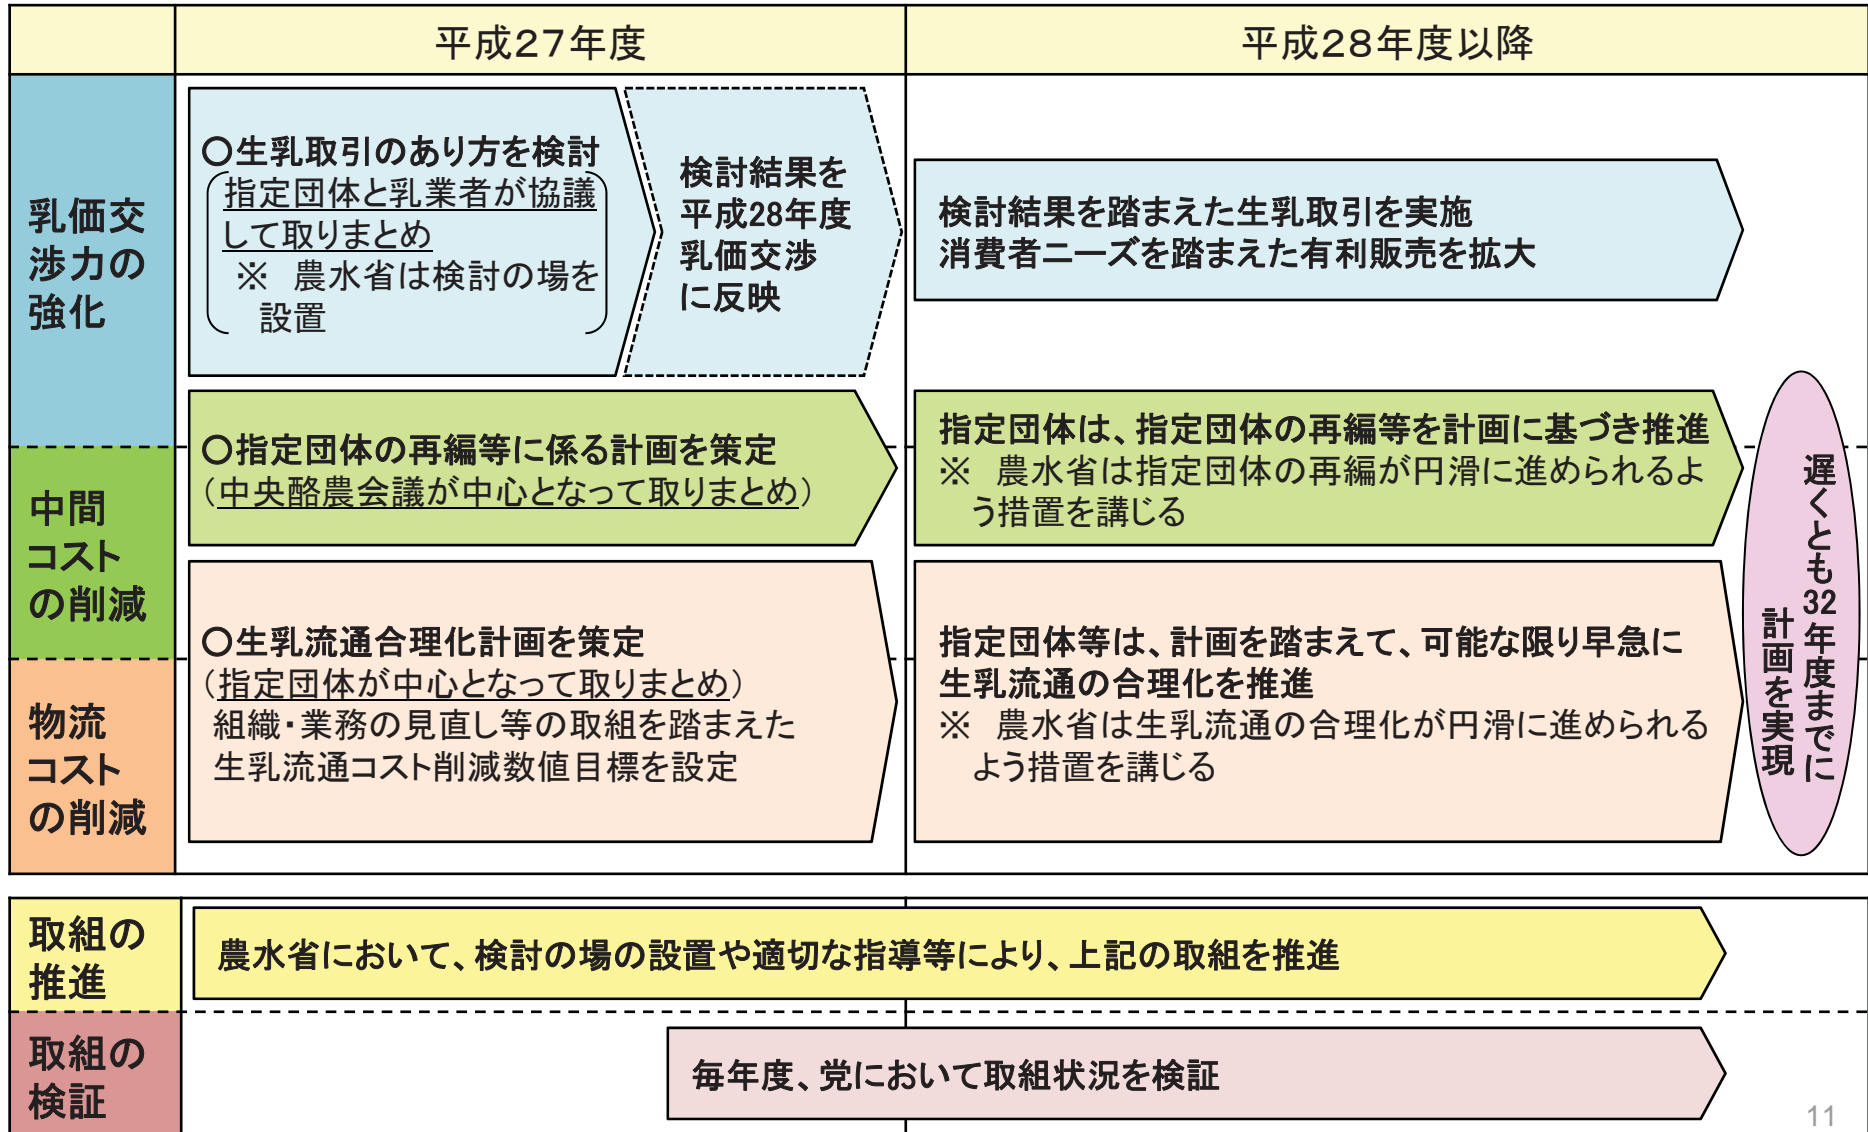 平成27年度
平成28年度以降
乳価交
渉力の
強化
○生乳取引のあり方を検討
指定団体と乳業者が協議
して取りまとめ
※ 農水省は検討の場を
設置
検討結果を
平成28年度
乳価交渉
に反映
検討結果を踏まえた生乳取引を実施
消費者ニーズを踏まえた有利販売を拡大
中間
コスト
の削減
○指定団体の再編等に係る計画を策定
（中央酪農会議が中心となって取りまとめ）
指定団体は、指定団体の再編等を計画に基づき推進
※ 農水省は指定団体の再編が円滑に進められるよ
う措置を講じる
物流
コスト
の削減
○生乳流通合理化計画を策定
（指定団体が中心となって取りまとめ）
組織・業務の見直し等の取組を踏まえた
生乳流通コスト削減数値目標を設定
指定団体等は、計画を踏まえて、可能な限り早急に
生乳流通の合理化を推進
※ 農水省は生乳流通の合理化が円滑に進められる
よう措置を講じる
遅くとも32年度までに
計画を実現
取組の
推進
農水省において、検討の場の設置や適切な指導等により、上記の取組を推進
取組の
検証
毎年度、党において取組状況を検証
11